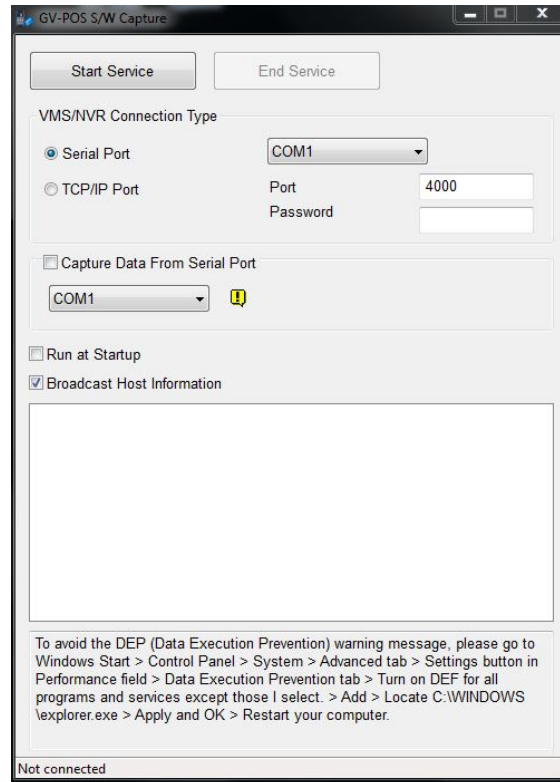 GV-POS S/W Capture
Start Service
End Service
VMS/NVR Connection Type
Serial Port
COM1
TCP/IP Port
Port
4000
Password
Capture Data From Serial Port
COM1
Run at Startup
Broadcast Host Information
To avoid the DEP (Data Execution Prevention) warning message, please go to
Windows Start > Control Panel > System > Advanced tab > Settings button in
Performance field > Data Execution Prevention tab > Turn on DEF for all
programs and services except those I select. > Add > Locate C:\WINDOWS
\explorer.exe > Apply and OK > Restart your computer.
Not connected